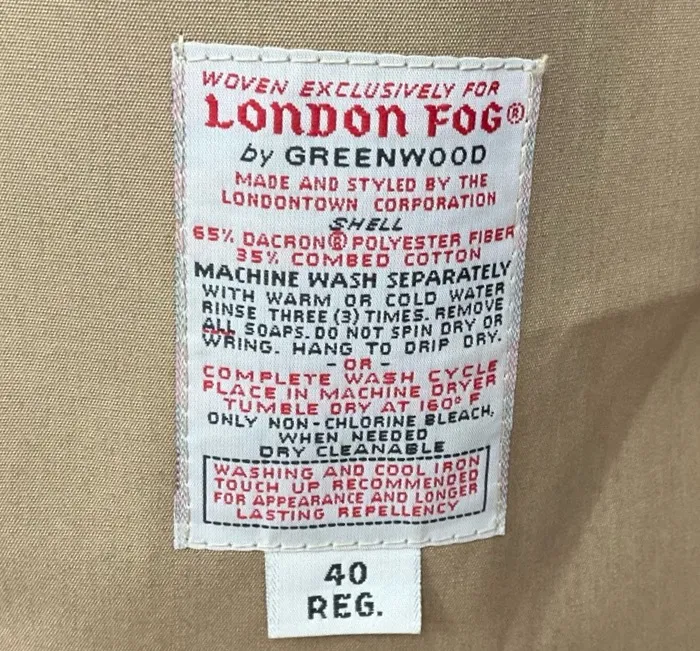 WOVEN EXCLUSIVELY FOR
LONDON FOG®
by GREENWOOD
MADE AND STYLED BY THE
LONDONTOWN CORPORATION
SHELL
65% DACRON® POLYESTER FIBER
35% COMBED COTTON
MACHINE WASH SEPARATELY
WITH WARM OR COLD WATER
RINSE THREE (3) TIMES. REMOVE
ALL SOAPS. DO NOT SPIN DRY OR
WRING. HANG TO DRIP DRY.
- OR -
COMPLETE WASH CYCLE
PLACE IN MACHINE DRYER
TUMBLE DRY AT 160° F
ONLY NON-CHLORINE BLEACH,
WHEN NEEDED
DRY CLEANABLE
WASHING AND COOL IRON
TOUCH UP RECOMMENDED
FOR APPEARANCE AND LONGER
LASTING REPELLENCY
40
REG.